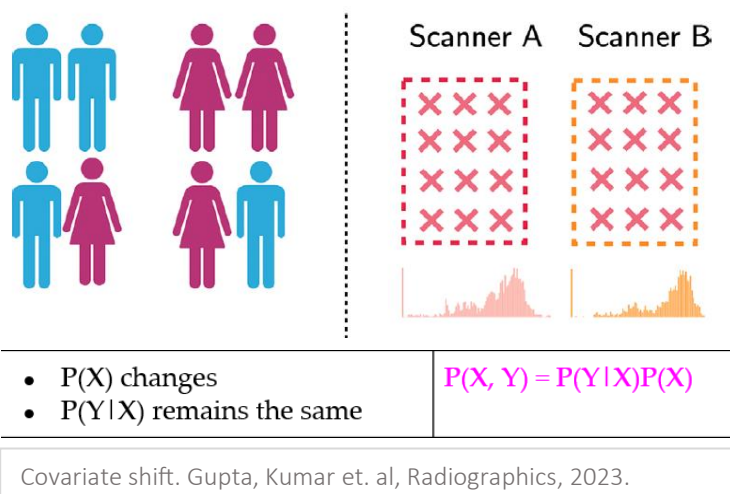 Scanner A Scanner B
• P(X) changes
• P(Y|X) remains the same
P(X, Y) = P(Y|X)P(X)
Covariate shift. Gupta, Kumar et. al, Radiographics, 2023.